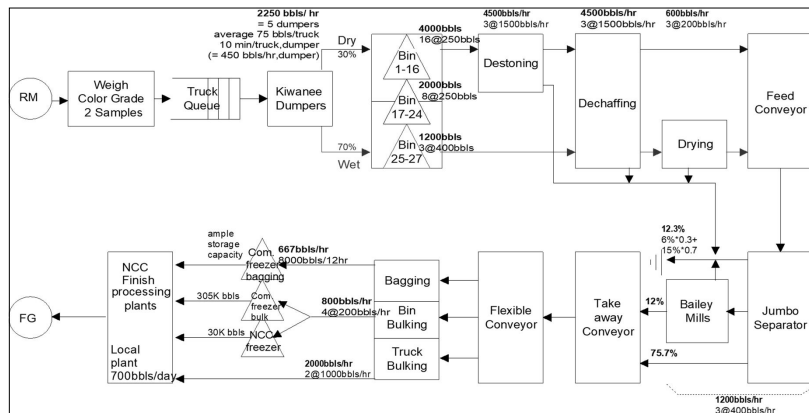 2250 bbls/ hr
= 5 dumpers
average 75 bbls/truck
10 min/truck,dumper
(= 450 bbls/hr,dumper)
Dry
30%
4000bbls
16@250bbls
4500bbls/hr
3@1500bbls/hr
4500bbls/hr
3@1500bbls/hr
600bbls/hr
3@200bbls/hr
RM
Weigh
Color Grade
2 Samples
Truck
Queue
Kiwanee
Dumpers
Bin
1-16
2000bbls
8@250bbls
Bin
17-24
1200bbls
3@400bbls
Bin
25-27
70%
Wet
Destoning
Dechaffing
Drying
Feed
Conveyor
12.3%
6%*0.3+
15%*0.7
ample
storage
capacity
Com.
freezer
bagging
667bbls/hr
8000bbls/12hr
FG
NCC
Finish
processing
plants
Local
plant
700bbls/day
305K bbls
Com.
freezer
bulk
30K bbls
NCC
freezer
800bbls/hr
4@200bbls/hr
2000bbls/hr
2@1000bbls/hr
Bagging
Bin
Bulking
Truck
Bulking
Flexible
Conveyor
Take
away
Conveyor
12%
Bailey
Mills
75.7%
Jumbo
Separator
1200bbls/hr
3@400bbls/hr